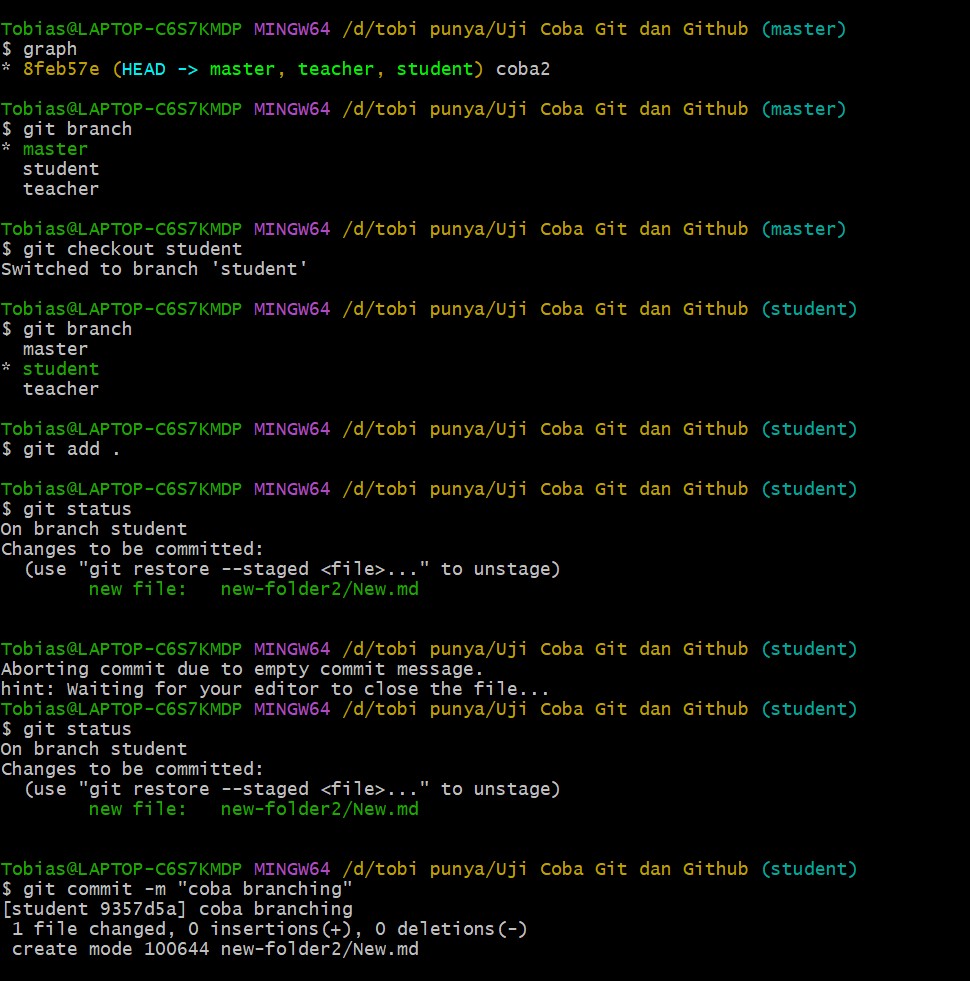 Tobias@LAPTOP-C6S7KMDP MINGW64 /d/tobi punya/Uji Coba Git dan Github (master)
$ graph
* 8feb57e (HEAD -> master, teacher, student) coba2
Tobias@LAPTOP-C6S7KMDP MINGW64 /d/tobi punya/Uji Coba Git dan Github (master)
$ git branch
* master
  student
  teacher
Tobias@LAPTOP-C6S7KMDP MINGW64 /d/tobi punya/Uji Coba Git dan Github (master)
$ git checkout student
Switched to branch 'student'
Tobias@LAPTOP-C6S7KMDP MINGW64 /d/tobi punya/Uji Coba Git dan Github (student)
$ git branch
  master
* student
  teacher
Tobias@LAPTOP-C6S7KMDP MINGW64 /d/tobi punya/Uji Coba Git dan Github (student)
$ git add .
Tobias@LAPTOP-C6S7KMDP MINGW64 /d/tobi punya/Uji Coba Git dan Github (student)
$ git status
On branch student
Changes to be committed:
  (use "git restore --staged <file>..." to unstage)
        new file:   new-folder2/New.md
Tobias@LAPTOP-C6S7KMDP MINGW64 /d/tobi punya/Uji Coba Git dan Github (student)
Aborting commit due to empty commit message.
hint: Waiting for your editor to close the file...
Tobias@LAPTOP-C6S7KMDP MINGW64 /d/tobi punya/Uji Coba Git dan Github (student)
$ git status
On branch student
Changes to be committed:
  (use "git restore --staged <file>..." to unstage)
        new file:   new-folder2/New.md
Tobias@LAPTOP-C6S7KMDP MINGW64 /d/tobi punya/Uji Coba Git dan Github (student)
$ git commit -m "coba branching"
[student 9357d5a] coba branching
 1 file changed, 0 insertions(+), 0 deletions(-)
 create mode 100644 new-folder2/New.md